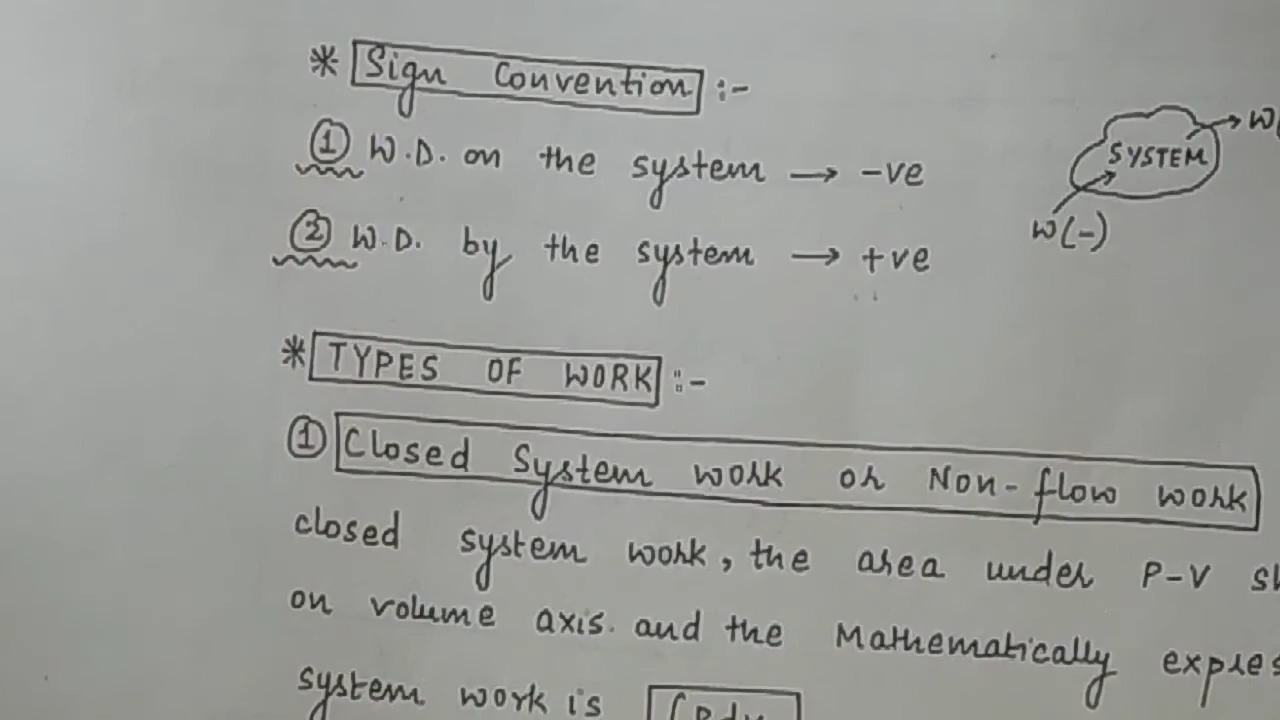 * Sign Convention :-
① W.D. on the system → -ve
② W.D. by the system → +ve
SYSTEM
W(-)
* TYPES OF WORK :-
① Closed System work or Non-flow work
closed system work, the area under P-V
on volume axis. and the Mathematically
system work is ∫Pdv